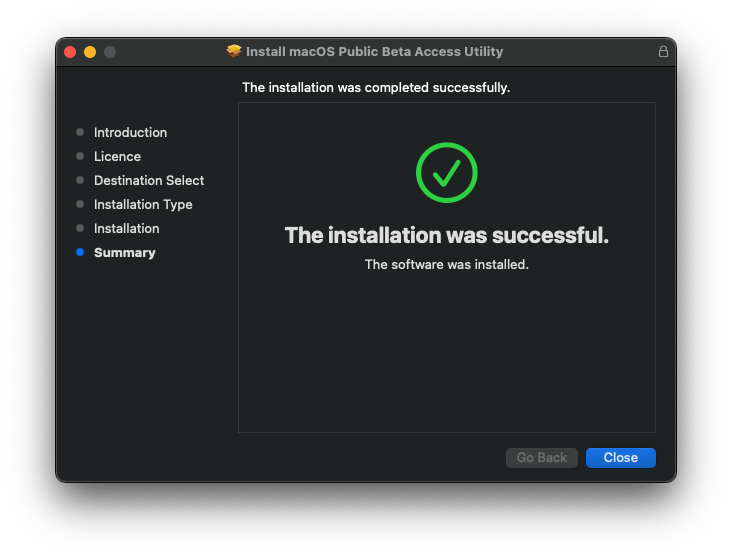 Install macOS Public Beta Access Utility
The installation was completed successfully.
Introduction
Licence
Destination Select
Installation Type
Installation
Summary
The installation was successful.
The software was installed.
Go Back
Close